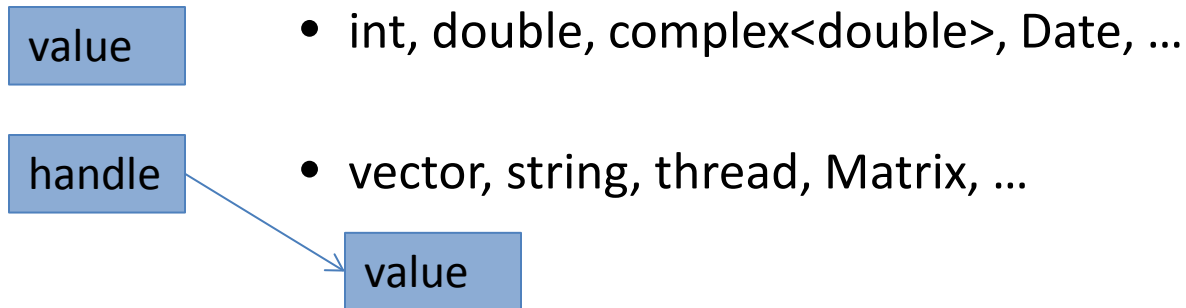 value
• int, double, complex<double>, Date, …
handle
• vector, string, thread, Matrix, …
value